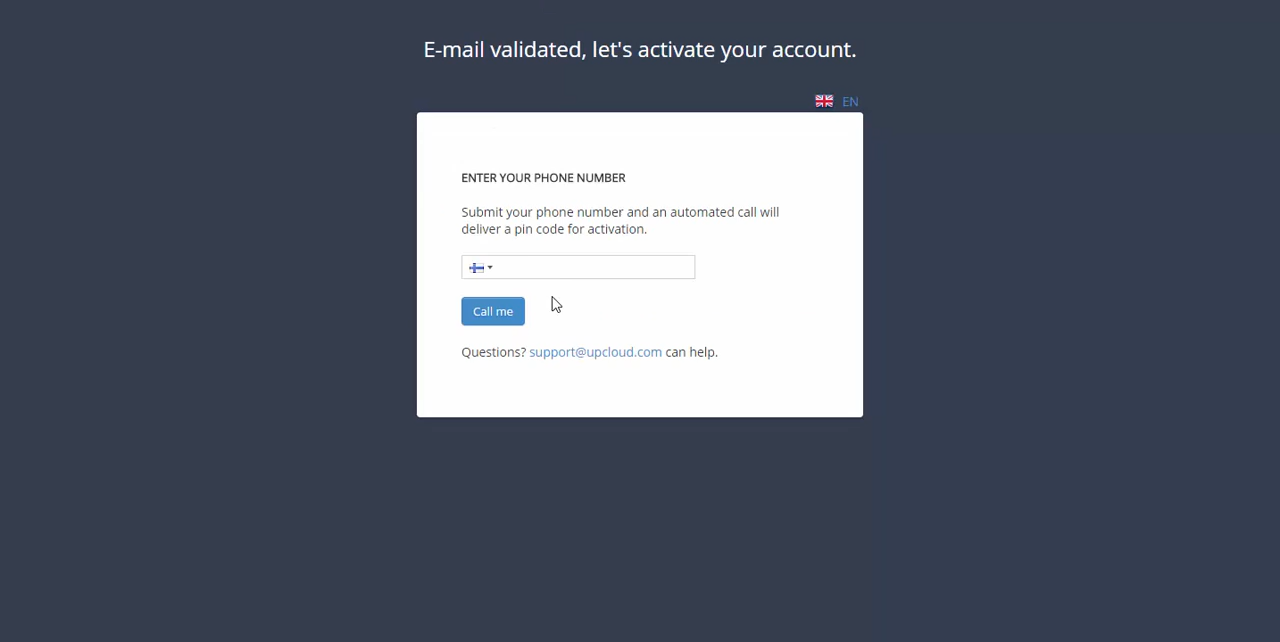 E-mail validated, let's activate your account.
EN
ENTER YOUR PHONE NUMBER
Submit your phone number and an automated call will
deliver a pin code for activation.
Call me
Questions? support@upcloud.com can help.